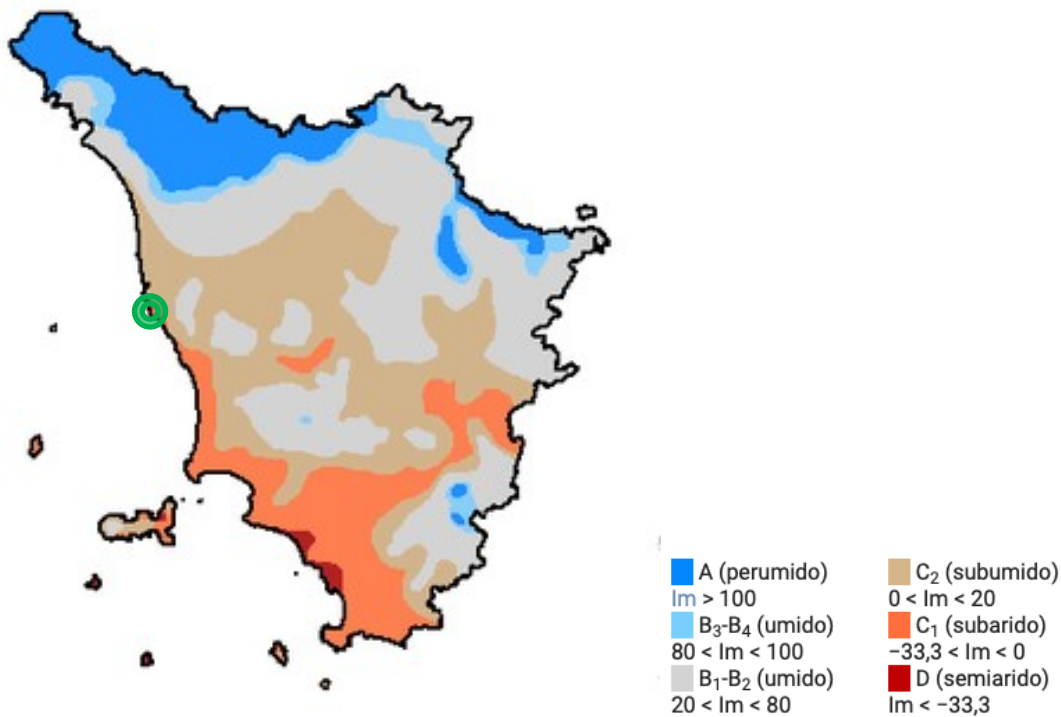 A (perumido)
Im > 100
B₃-B₄ (umido)
80 < Im < 100
B₁-B₂ (umido)
20 < Im < 80
C₂ (subumido)
0 < Im < 20
C₁ (subarido)
−33,3 < Im < 0
D (semiarido)
Im < −33,3